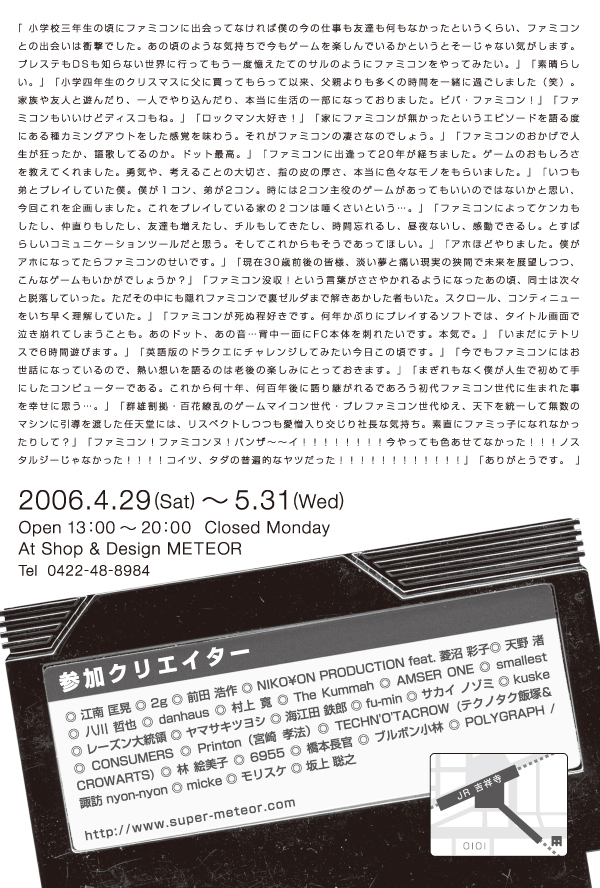 「 小学校三年生の頃にファミコンに出会ってなければ僕の今の仕事も友達も何もなかったというくらい、ファミコン
との出会いは衝撃でした。あの頃のような気持ちで今もゲームを楽しんでいるかというとそーじゃない気がします。
プレステもDSも知らない世界に行ってもう一度憶えたてのサルのようにファミコンをやってみたい。」「素晴らし
い。」「小学四年生のクリスマスに父に買ってもらって以来、父親よりも多くの時間を一緒に過ごしました（笑）。
家族や友人と遊んだり、一人でやり込んだり、本当に生活の一部になっておりました。ビバ・ファミコン！」「ファ
ミコンもいいけどディスコもね。」「ロックマン大好き！」「家にファミコンが無かったというエピソードを語る度
にある種カミングアウトをした感覚を味わう。それがファミコンの凄さなのでしょう。」「ファミコンのおかげで人
生が狂ったか、謳歌してるのか。ドット最高。」「ファミコンに出逢って20年が経ちました。ゲームのおもしろさ
を教えてくれました。勇気や、考えることの大切さ、指の皮の厚さ、本当に色々なモノをもらいました。」「いつも
弟とプレイしていた僕。僕が１コン、弟が2コン。時には２コン主役のゲームがあってもいいのではないかと思い、
今回これを企画しました。これをプレイしている家の２コンは唾くさいという…。」「ファミコンによってケンカも
したし、仲直りもしたし、友達も増えたし、チルもしてきたし、時間忘れるし、昼夜ないし、感動できるし。とすば
らしいコミュニケーションツールだと思う。そしてこれからもそうであってほしい。」「アホほどやりました。僕が
アホになってたらファミコンのせいです。」「現在30歳前後の皆様、淡い夢と痛い現実の狭間で未来を展望しつつ、
こんなゲームもいかがでしょうか？」「ファミコン没収！という言葉がささやかれるようになったあの頃、同士は次々
と脱落していった。ただその中にも隠れファミコンで裏ゼルダまで解きあかした者もいた。スクロール、コンティニュー
をいち早く理解していた。」「ファミコンが死ぬ程好きです。何年かぶりにプレイするソフトでは、タイトル画面で
泣き崩れてしまうことも。あのドット、あの音…背中一面にFC本体を刺れたいです。本気で。」「いまだにテトリ
スで６時間遊びます。」「英語版のドラクエにチャレンジしてみたい今日この頃です。」「今でもファミコンにはお
世話になっているので、熱い想いを語るのは老後の楽しみにとっておきます。」「まぎれもなく僕が人生で初めて手
にしたコンピューターである。これから何十年、何百年後に語り継がれるであろう初代ファミコン世代に生まれた事
を幸せに思う…。」「群雄割拠・百花繚乱のゲームマイコン世代・プレファミコン世代ゆえ、天下を統一して無数の
マシンに引導を渡した任天堂には、リスペクトしつつも愛憎入り交じり社長な気持ち。素直にファミっ子になれなかっ
たりして？」「ファミコン！ファミコンヌ！バンザ〜〜イ！！！！！！！！今やっても色あせてなかった！！！ノス
タルジーじゃなかった！！！！コイツ、タダの普遍的なヤツだった！！！！！！！！！！！！」「ありがとうです。 」
2006.4.29(Sat) 〜 5.31(Wed)
Open 13:00 〜 20:00 Closed Monday
At Shop & Design METEOR
Tel 0422-48-8984
参加クリエイター
◎ 江南 匡晃 ◎ 2g ◎ 前田 浩作 ◎ NIKO¥ON PRODUCTION feat. 菱沼 彩子◎ 天野 渚
◎ 八川 哲也 ◎ danhaus ◎ 村上 寛 ◎ The Kummah ◎ AMSER ONE ◎ smallest
◎ レーズン大統領 ◎ ヤマサキツヨシ ◎ 海江田 鉄郎 ◎ fu-min ◎ サカイ ノゾミ ◎ kuske
◎ CONSUMERS ◎ Printon（宮崎 孝法）◎ TECHN'O'TACROW（テクノタク飯塚&
CROWARTS) ◎ 林 絵美子 ◎ 6955 ◎ 橋本長官 ◎ ブルボン小林 ◎ POLYGRAPH /
諏訪 nyon-nyon ◎ micke ◎ モリスケ ◎ 坂上 聡之
http://www.super-meteor.com
JR 吉祥寺
OIOI